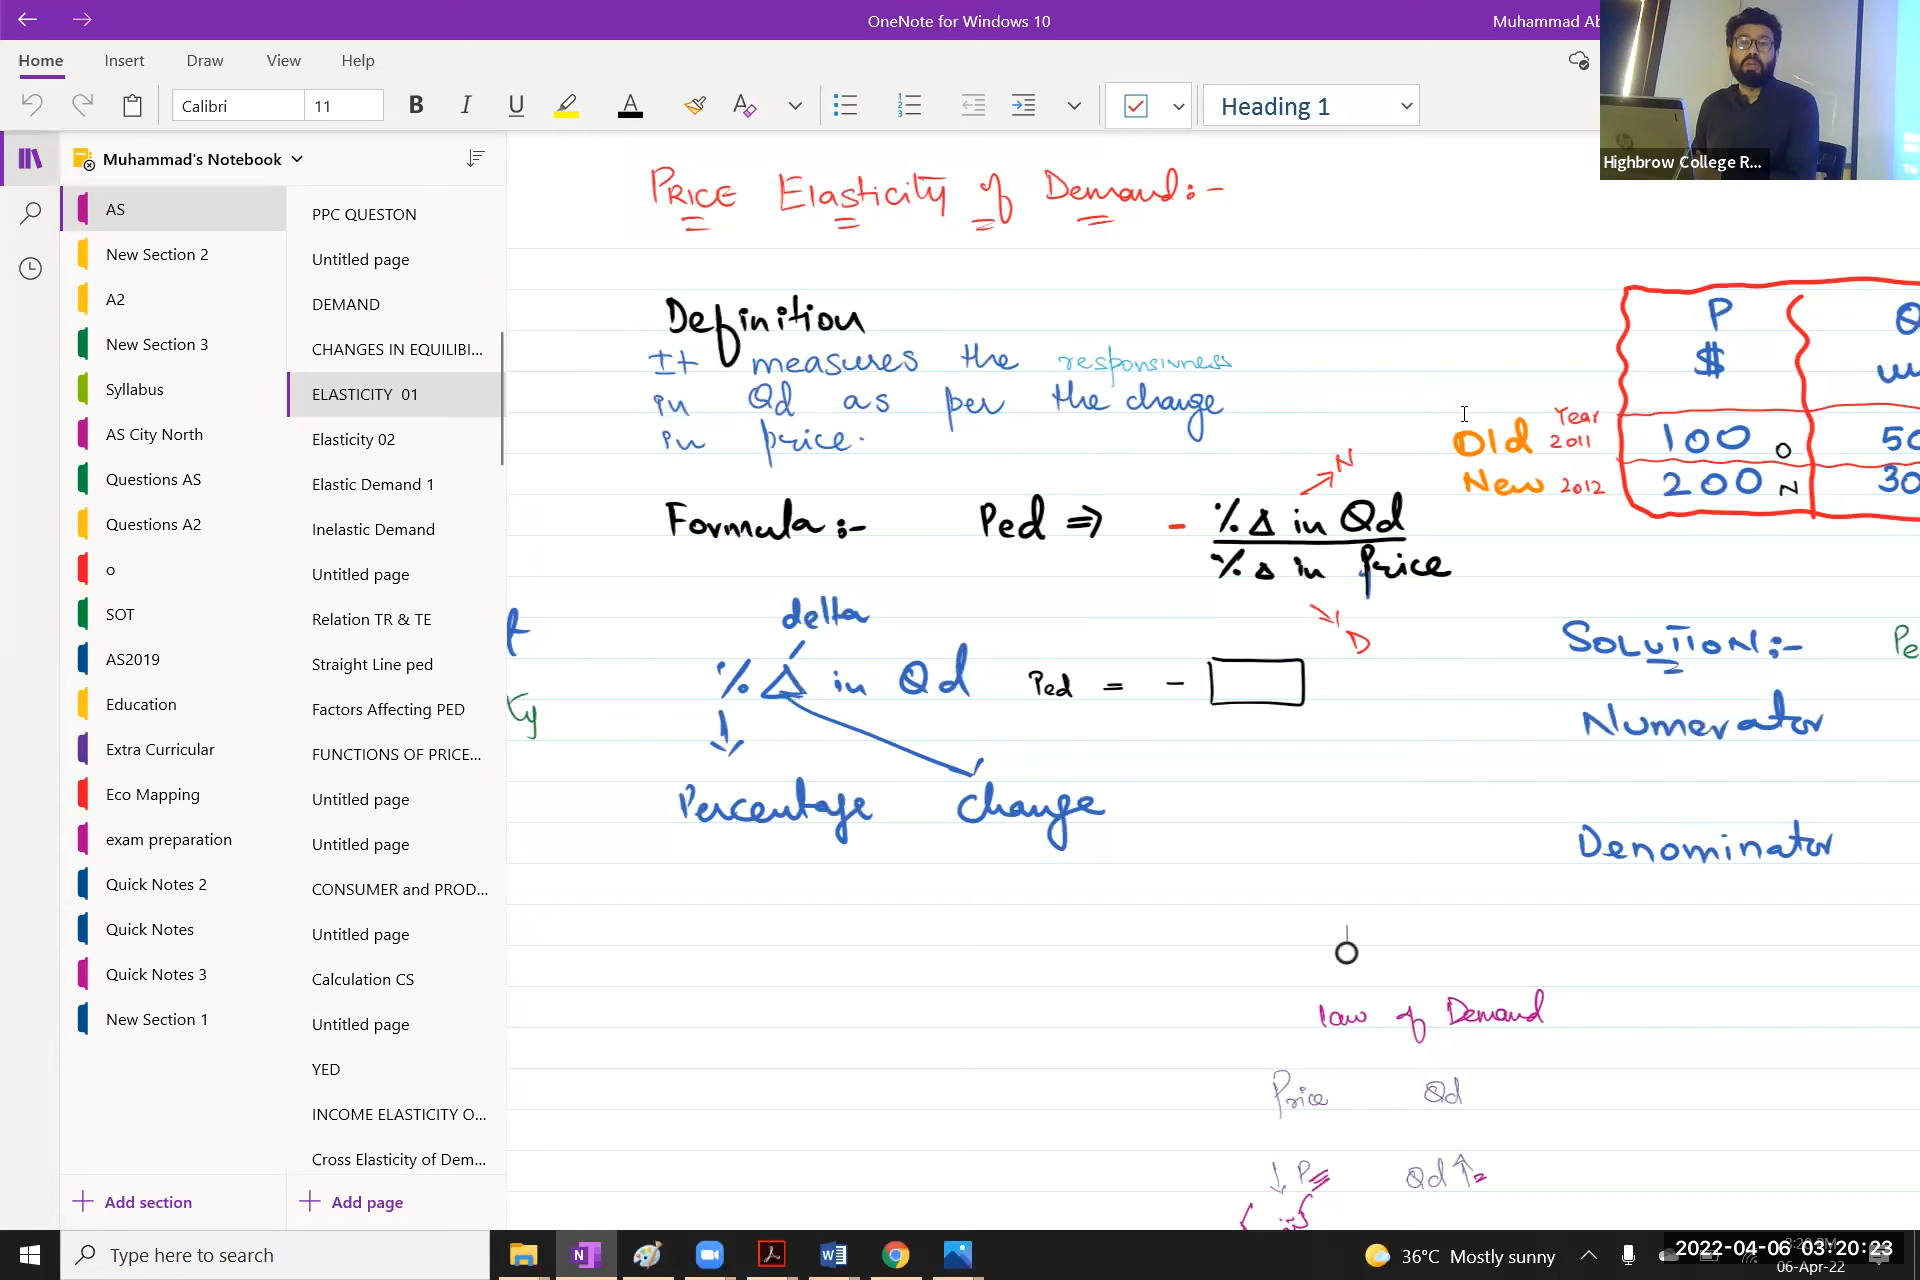 OneNote for Windows 10
Muhammad Ab
Home Insert Draw View Help
Calibri 11 B I U A Heading 1
Highbrow College R...
Muhammad's Notebook
AS
New Section 2
A2
New Section 3
Syllabus
AS City North
Questions AS
Questions A2
o
SOT
AS2019
Education
Extra Curricular
Eco Mapping
exam preparation
Quick Notes 2
Quick Notes
Quick Notes 3
New Section 1
Add section
PPC QUESTON
Untitled page
DEMAND
CHANGES IN EQUILIBI...
ELASTICITY 01
Elasticity 02
Elastic Demand 1
Inelastic Demand
Untitled page
Relation TR & TE
Straight Line ped
Factors Affecting PED
FUNCTIONS OF PRICE...
Untitled page
Untitled page
CONSUMER and PROD...
Untitled page
Calculation CS
Untitled page
YED
INCOME ELASTICITY O...
Cross Elasticity of Dem...
Add page
PRICE Elasticity of Demand:-
Definition
It measures the responsivness
in Qd as per the change
in price.
Formula:- Ped ⇒ - % Δ in Qd
% Δ in Price
N
D
delta
% Δ in Qd Ped = -
Percentage change
ty
P
$
Old Year 2011 100 O 50
New 2012 200 N 30
SOLUTION:- Pe
Numerator
Denominator
law of Demand
Price Qd
↓ P Qd ↑
Type here to search
36°C Mostly sunny
2022-04-06 03:20:23
06-Apr-22